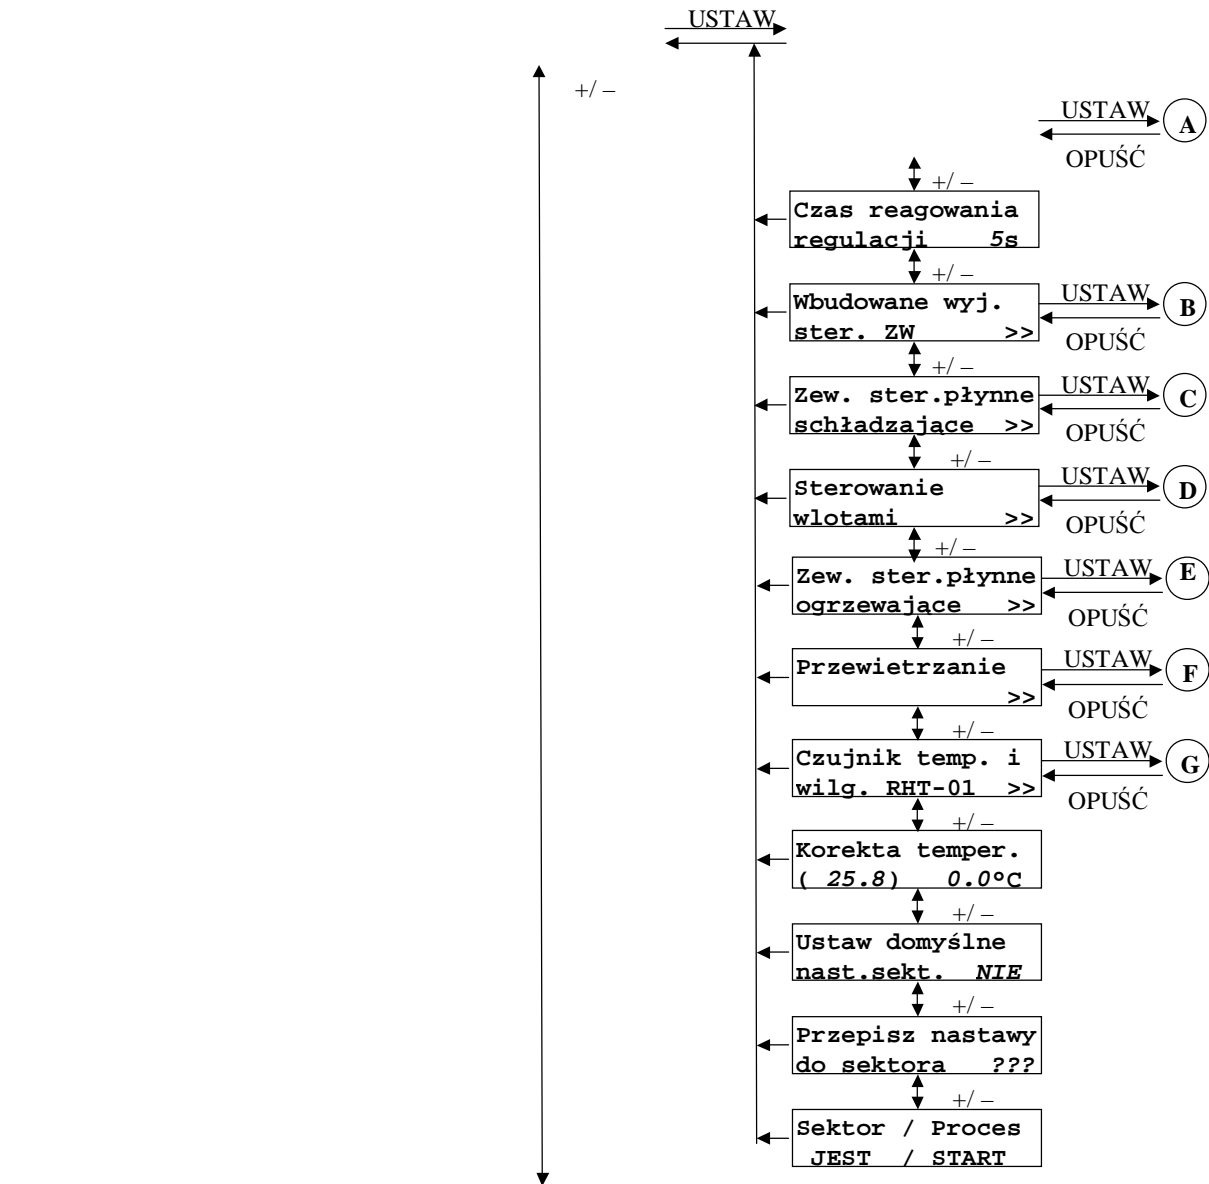 USTAW
+/ –
USTAW
A
OPUŚĆ
+/ –
Czas reagowania
regulacji 5s
+/ –
Wbudowane wyj.
ster. ZW >>
USTAW
B
OPUŚĆ
+/ –
Zew. ster.płynne
schładzające >>
USTAW
C
OPUŚĆ
+/ –
Sterowanie
wlotami >>
USTAW
D
OPUŚĆ
+/ –
Zew. ster.płynne
ogrzewające >>
USTAW
E
OPUŚĆ
+/ –
Przewietrzanie
>>
USTAW
F
OPUŚĆ
+/ –
Czujnik temp. i
wilg. RHT-01 >>
USTAW
G
OPUŚĆ
+/ –
Korekta temper.
( 25.8) 0.0°C
+/ –
Ustaw domyślne
nast.sekt. NIE
+/ –
Przepisz nastawy
do sektora ???
+/ –
Sektor / Proces
JEST / START